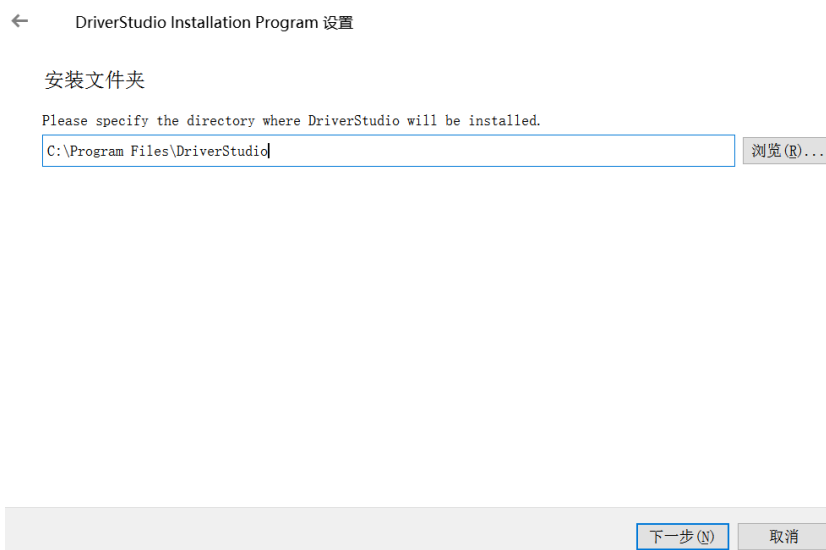 DriverStudio Installation Program 设置
安装文件夹
Please specify the directory where DriverStudio will be installed.
C:\Program Files\DriverStudio
浏览(R)...
下一步(N)
取消